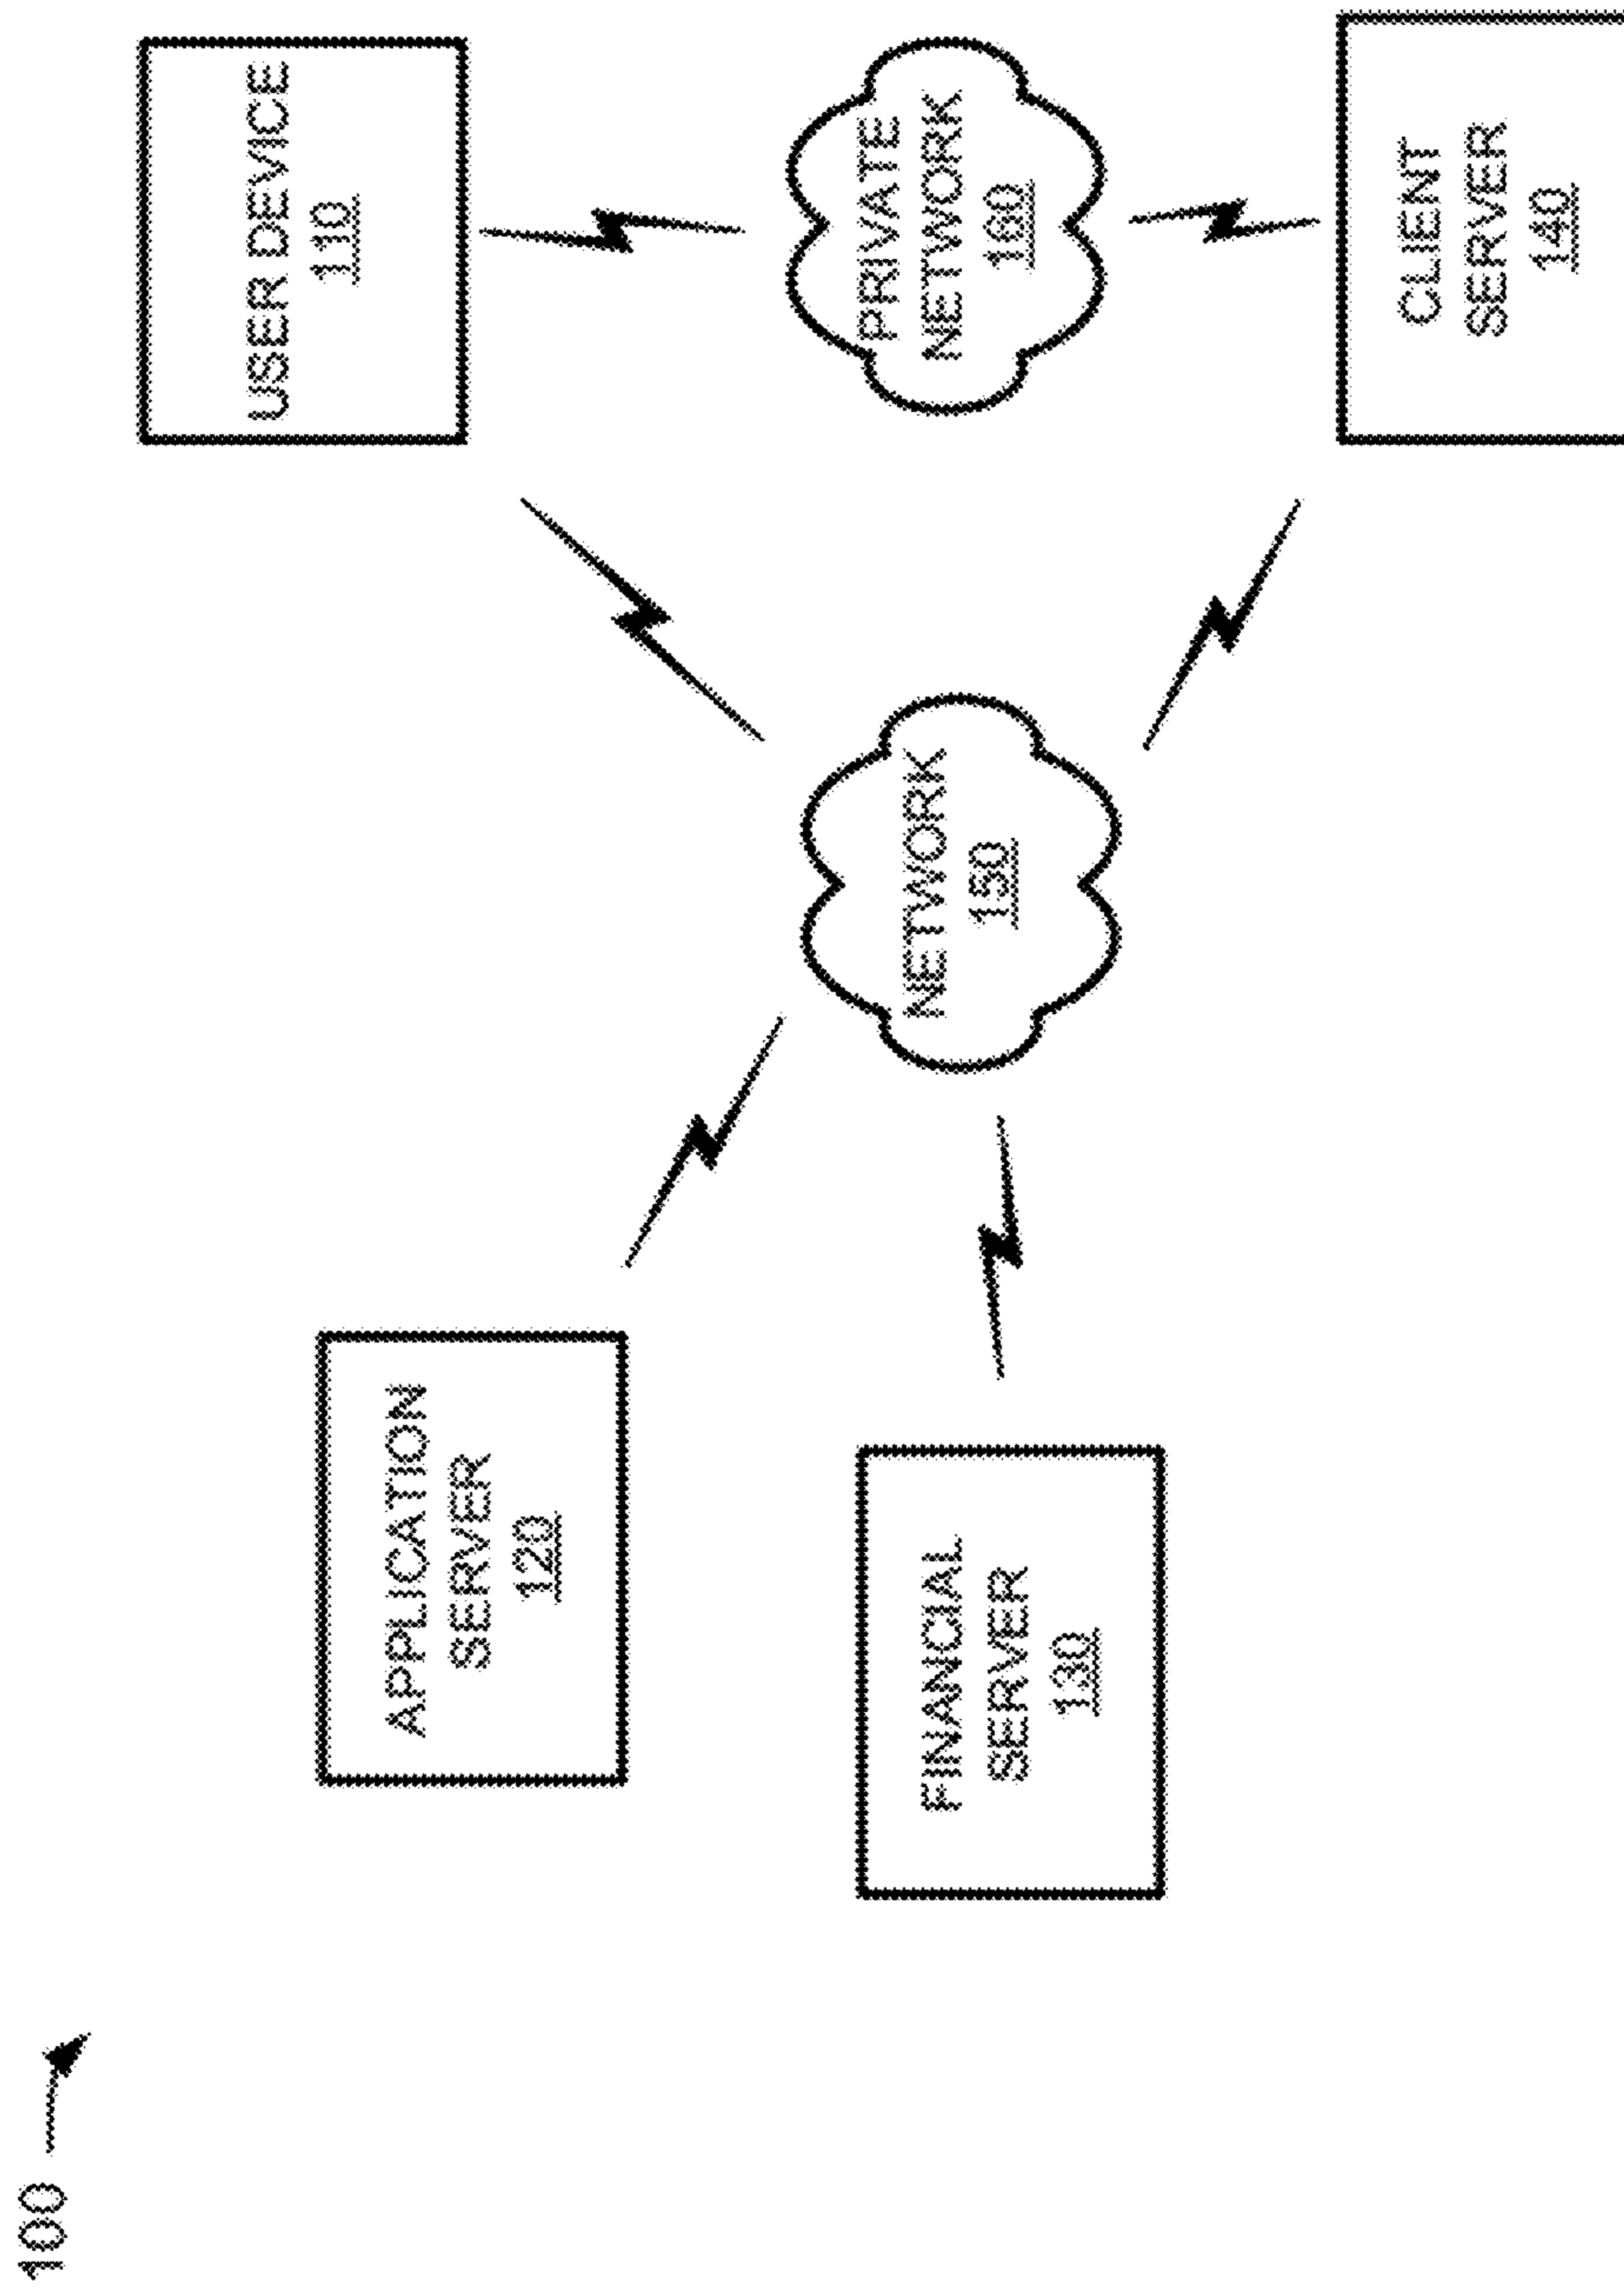 100
APPLICATION
SERVER
120
FINANCIAL
SERVER
130
NETWORK
150
USER DEVICE
110
PRIVATE
NETWORK
160
CLIENT
SERVER
140